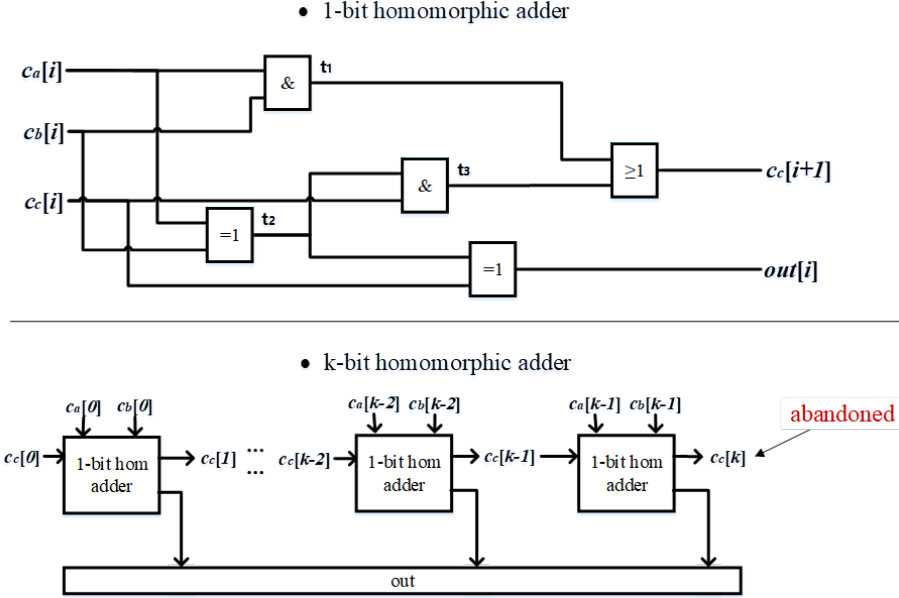 • 1-bit homomorphic adder
ca[i]
&
t1
cb[i]
cc[i]
&
t3
≥1
cc[i+1]
=1
t2
=1
out[i]
• k-bit homomorphic adder
ca[0] cb[0] ca[k-2] cb[k-2] ca[k-1] cb[k-1]
abandoned
cc[0] 1-bit hom adder cc[1] ... ... cc[k-2] 1-bit hom adder cc[k-1] 1-bit hom adder cc[k]
out